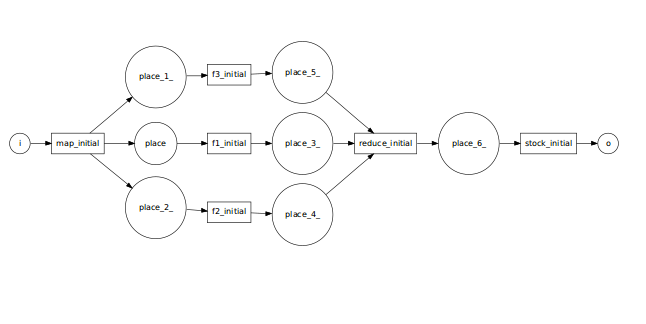 place_1_
f3_initial
place_5_
i
map_initial
place
f1_initial
place_3_
reduce_initial
place_6_
stock_initial
o
place_2_
f2_initial
place_4_